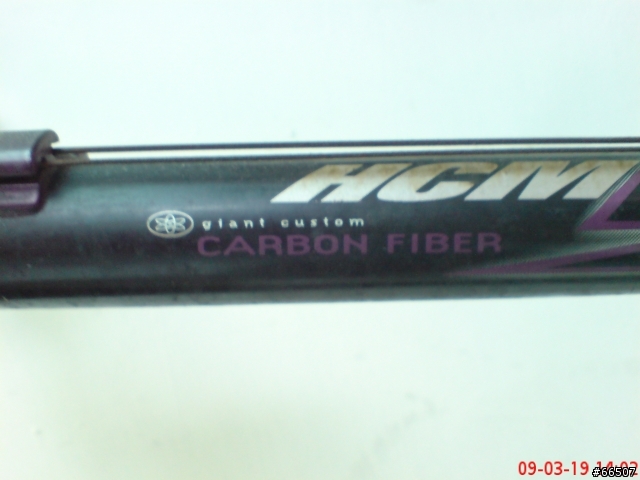 HCM
giant custom
CARBON FIBER
09-03-19 14:02
#66507